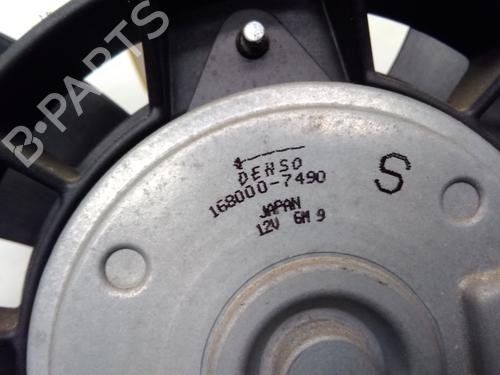 DENSO
168000-7490
JAPAN
12V 6M 9
S
B-PARTS